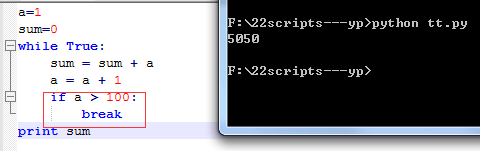 a=1
sum=0
while True:
    sum = sum + a
    a = a + 1
    if a > 100:
        break
print sum
F:\22scripts---yp>python tt.py
5050
F:\22scripts---yp>